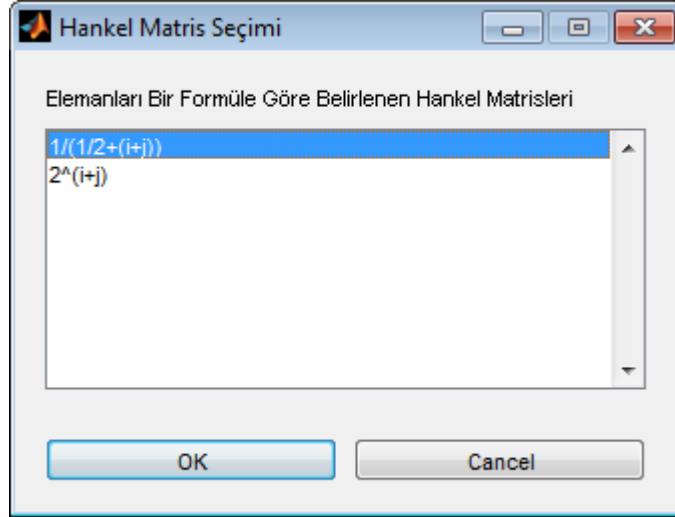 Hankel Matris Seçimi
Elemanları Bir Formüle Göre Belirlenen Hankel Matrisleri
1/(1/2+(i+j))
2^(i+j)
OK
Cancel